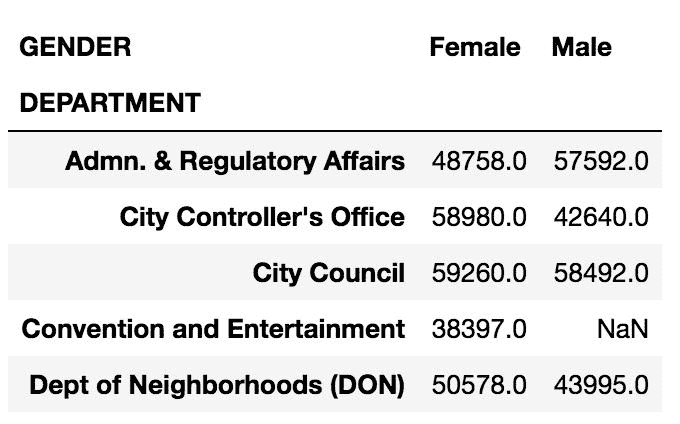 GENDER Female Male
DEPARTMENT
Admn. & Regulatory Affairs 48758.0 57592.0
City Controller's Office 58980.0 42640.0
City Council 59260.0 58492.0
Convention and Entertainment 38397.0 NaN
Dept of Neighborhoods (DON) 50578.0 43995.0